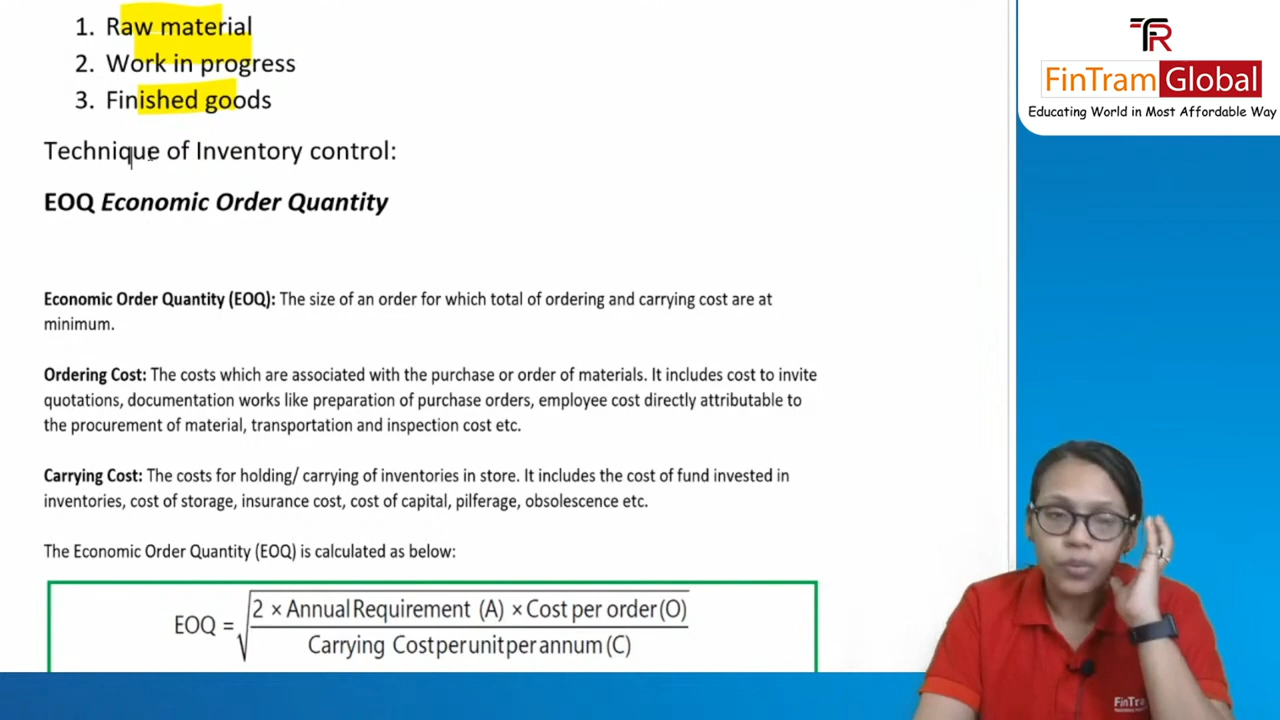 1. Raw material
2. Work in progress
3. Finished goods
Technique of Inventory control:
EOQ Economic Order Quantity
Economic Order Quantity (EOQ): The size of an order for which total of ordering and carrying cost are at
minimum.
Ordering Cost: The costs which are associated with the purchase or order of materials. It includes cost to invite
quotations, documentation works like preparation of purchase orders, employee cost directly attributable to
the procurement of material, transportation and inspection cost etc.
Carrying Cost: The costs for holding/ carrying of inventories in store. It includes the cost of fund invested in
inventories, cost of storage, insurance cost, cost of capital, pilferage, obsolescence etc.
The Economic Order Quantity (EOQ) is calculated as below:
EOQ = √
2 × Annual Requirement (A) × Cost per order (O)
Carrying Cost per unit per annum (C)
FinTram Global
Educating World in Most Affordable Way